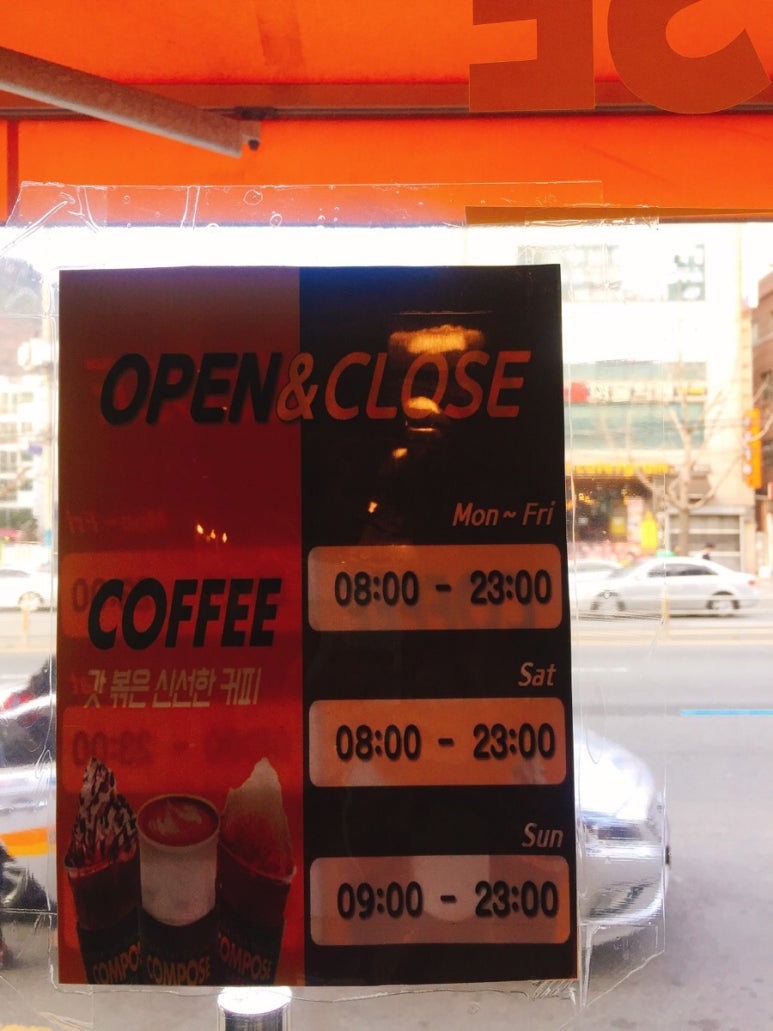 OPEN&CLOSE
Mon~Fri
08:00 - 23:00
COFFEE
갓 볶은 신선한 커피
Sat
08:00 - 23:00
Sun
09:00 - 23:00
COMPO
COMPOSE
COMPOSE